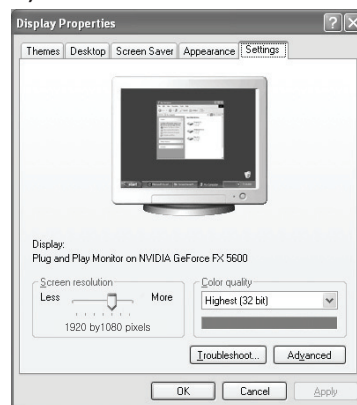 Display Properties
Themes Desktop Screen Saver Appearance Settings
Display:
Plug and Play Monitor on NVIDIA GeForce FX 5600
Screen resolution
Less More
1920 by1080 pixels
Color quality
Highest (32 bit)
Troubleshoot... Advanced
OK Cancel Apply